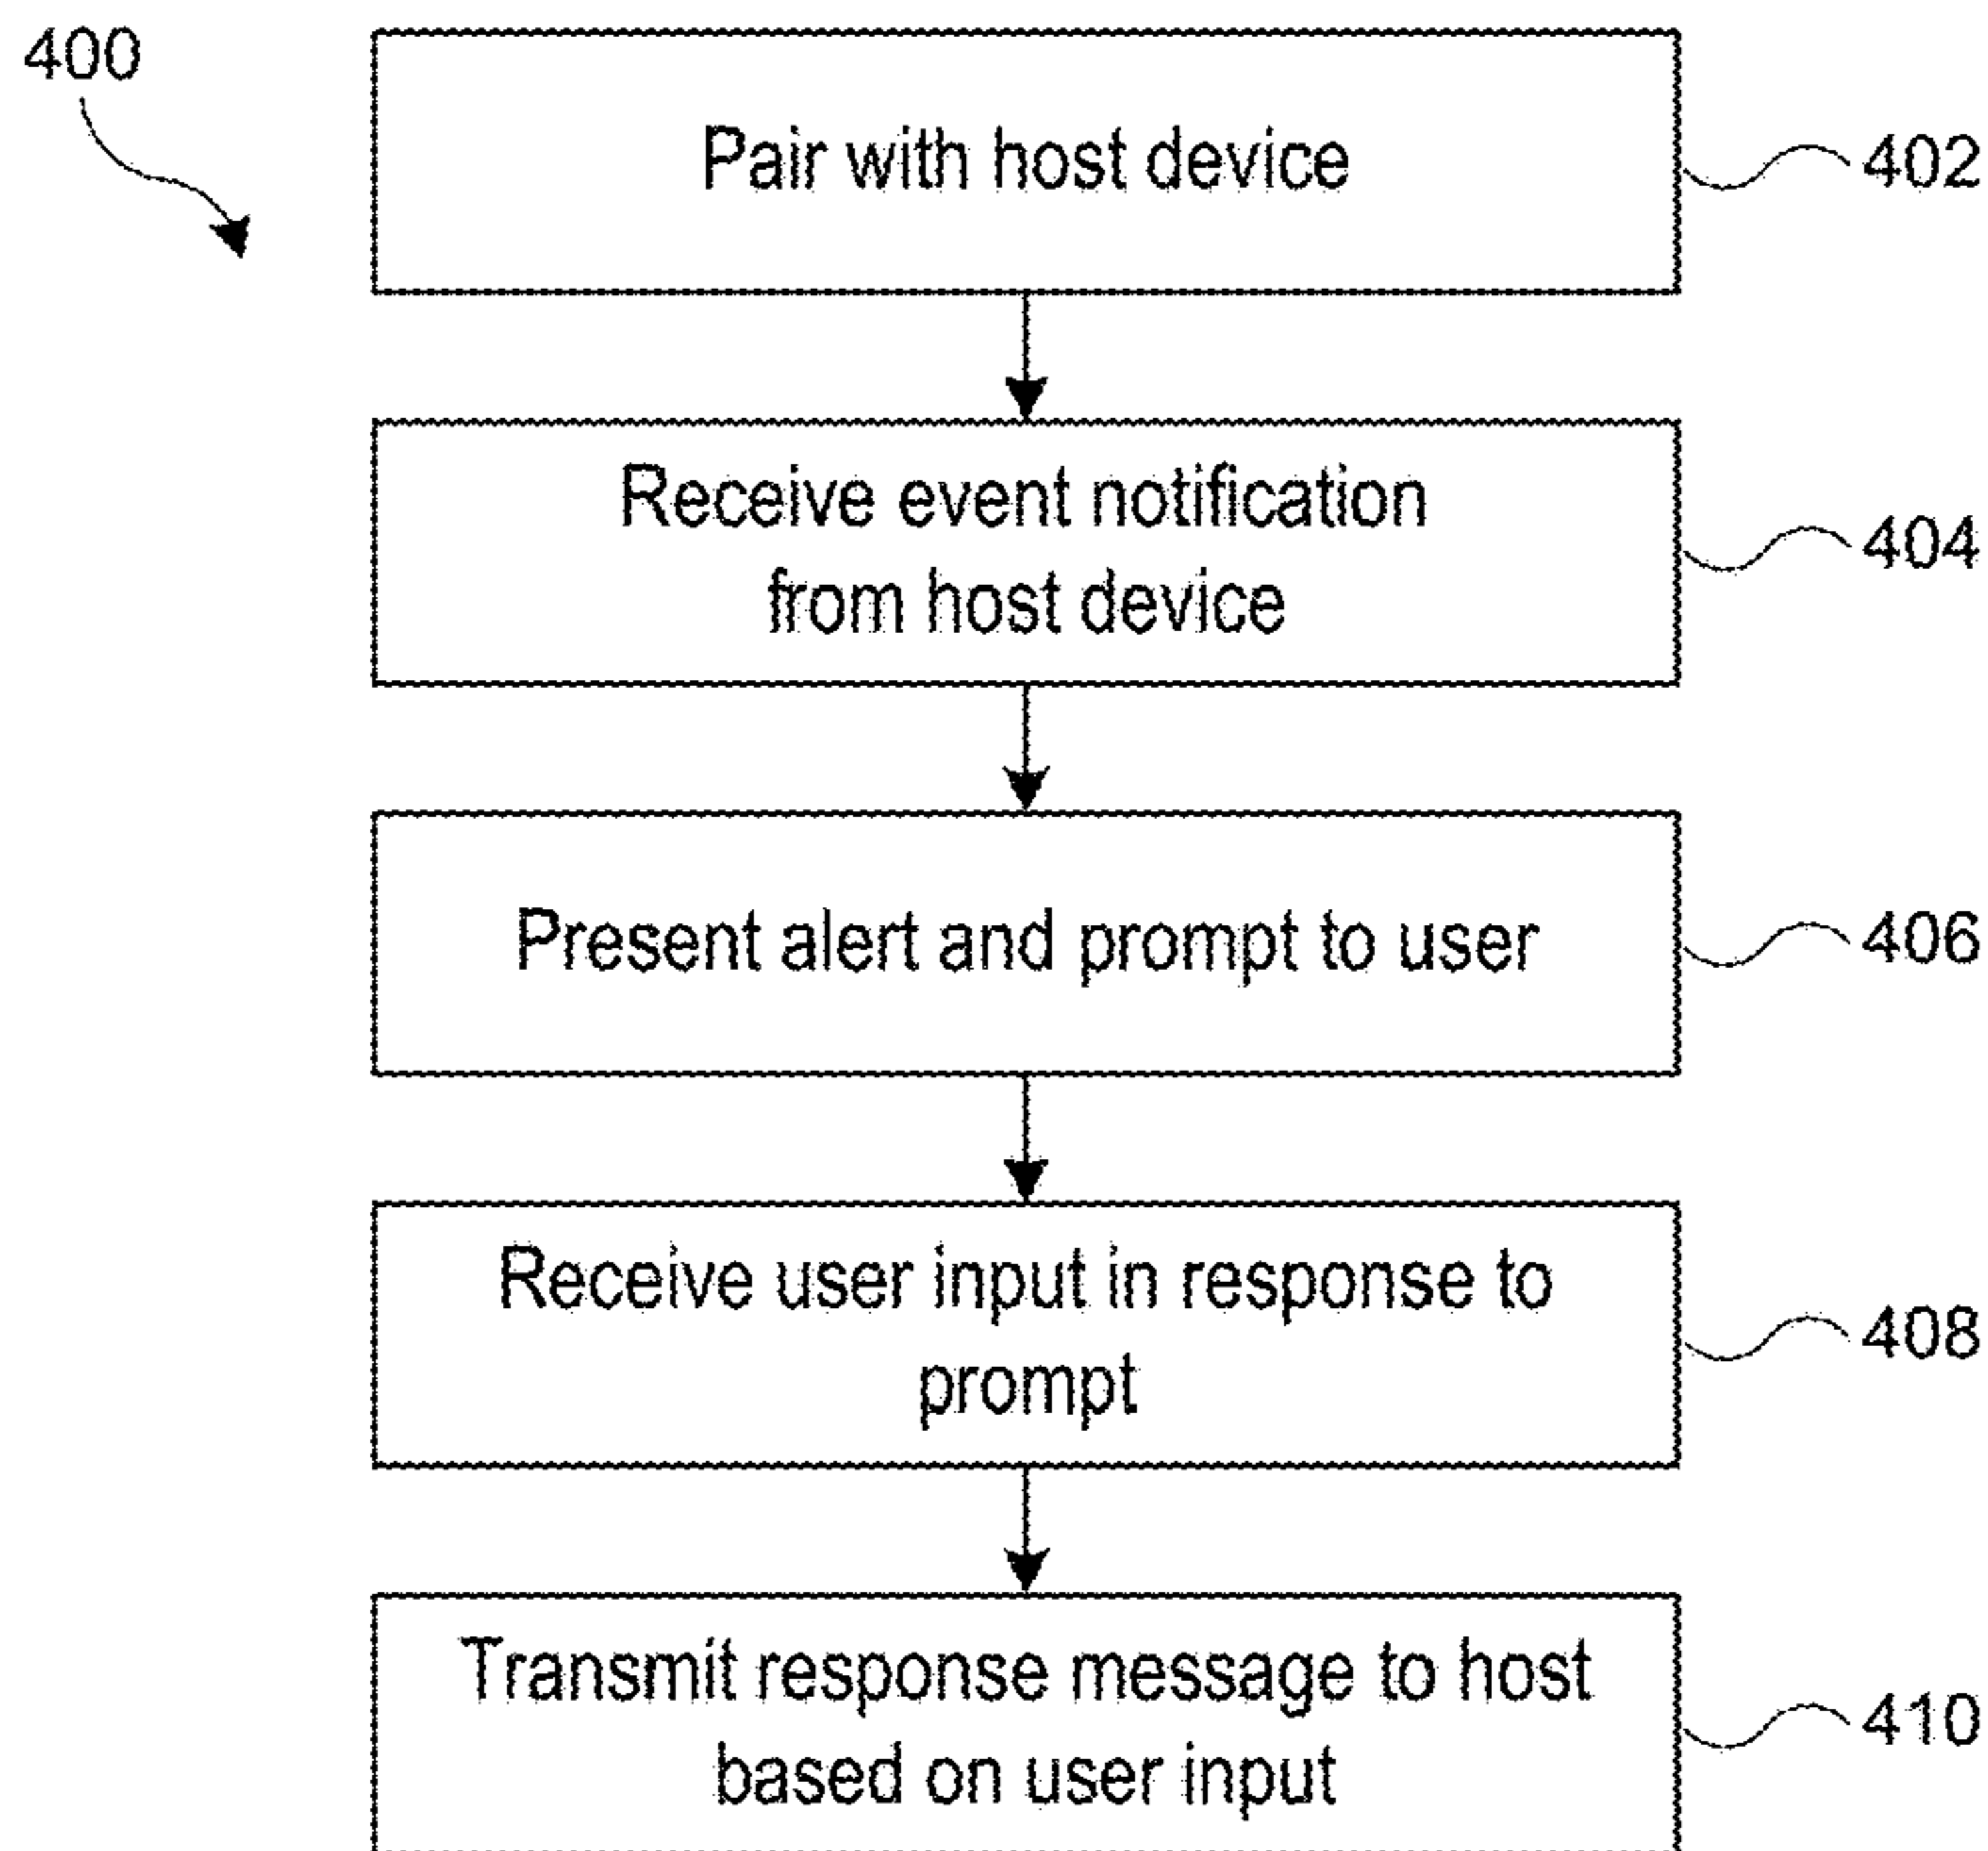 400
Pair with host device
402
Receive event notification
from host device
404
Present alert and prompt to user
406
Receive user input in response to
prompt
408
Transmit response message to host
based on user input
410